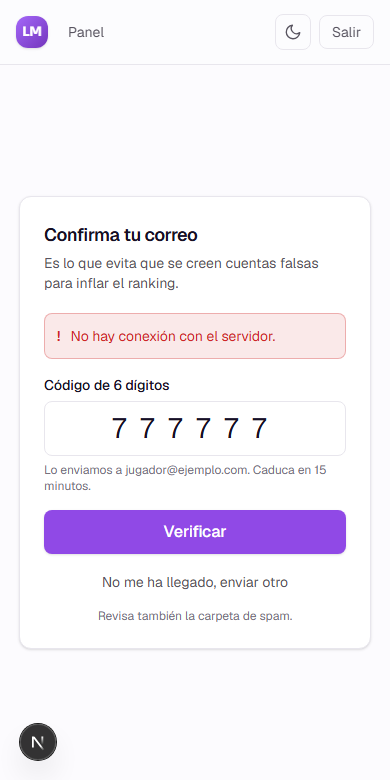 LM Panel Salir
Confirma tu correo
Es lo que evita que se creen cuentas falsas
para inflar el ranking.
! No hay conexión con el servidor.
Código de 6 dígitos
7 7 7 7 7 7
Lo enviamos a jugador@ejemplo.com. Caduca en 15
minutos.
Verificar
No me ha llegado, enviar otro
Revisa también la carpeta de spam.
N